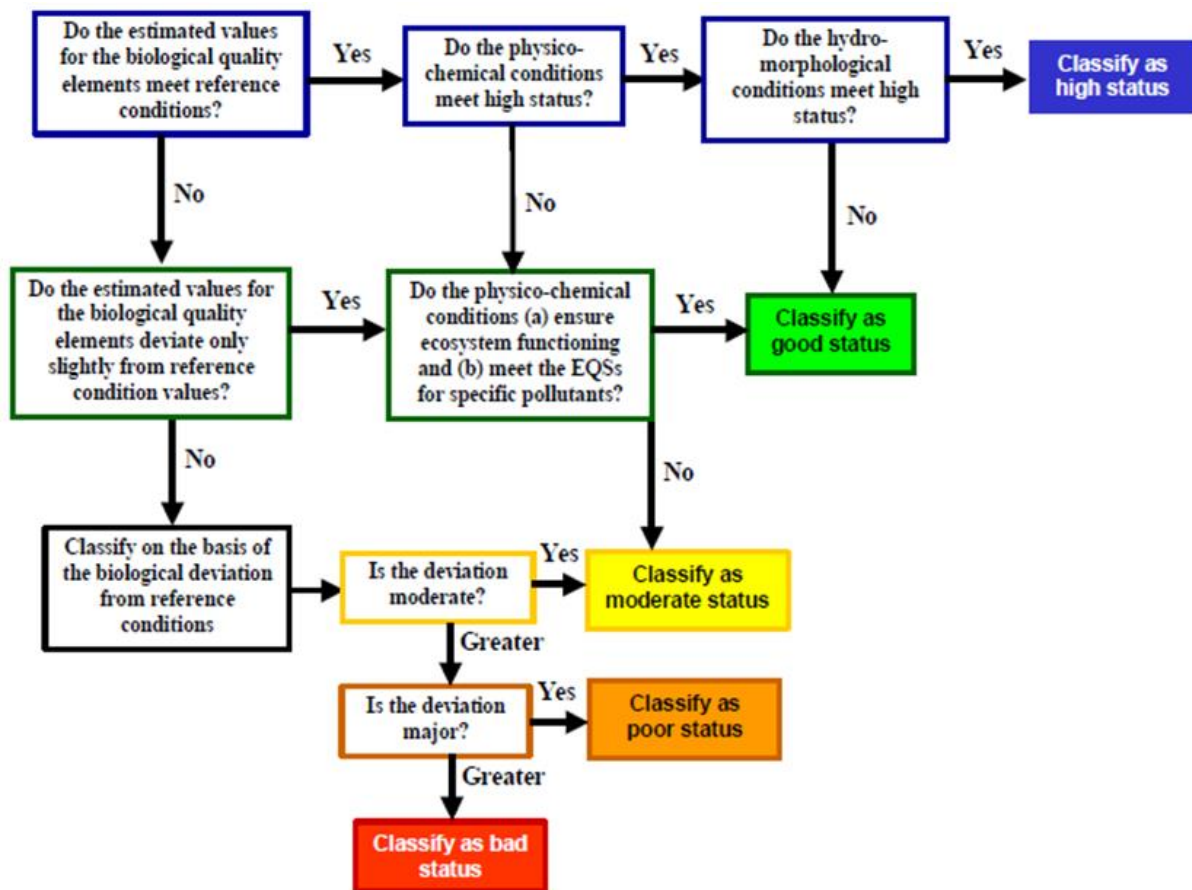 Do the estimated values
for the biological quality
elements meet reference
conditions?
Yes
Do the physico-
chemical conditions
meet high status?
Yes
Do the hydro-
morphological
conditions meet high
status?
Yes
Classify as
high status
No
No
No
Do the estimated values for
the biological quality
elements deviate only
slightly from reference
condition values?
Yes
Do the physico-chemical
conditions (a) ensure
ecosystem functioning
and (b) meet the EQSs
for specific pollutants?
Yes
Classify as
good status
No
No
Classify on the basis of
the biological deviation
from reference
conditions
Is the deviation
moderate?
Yes
Classify as
moderate status
Greater
Is the deviation
major?
Yes
Classify as
poor status
Greater
Classify as bad
status